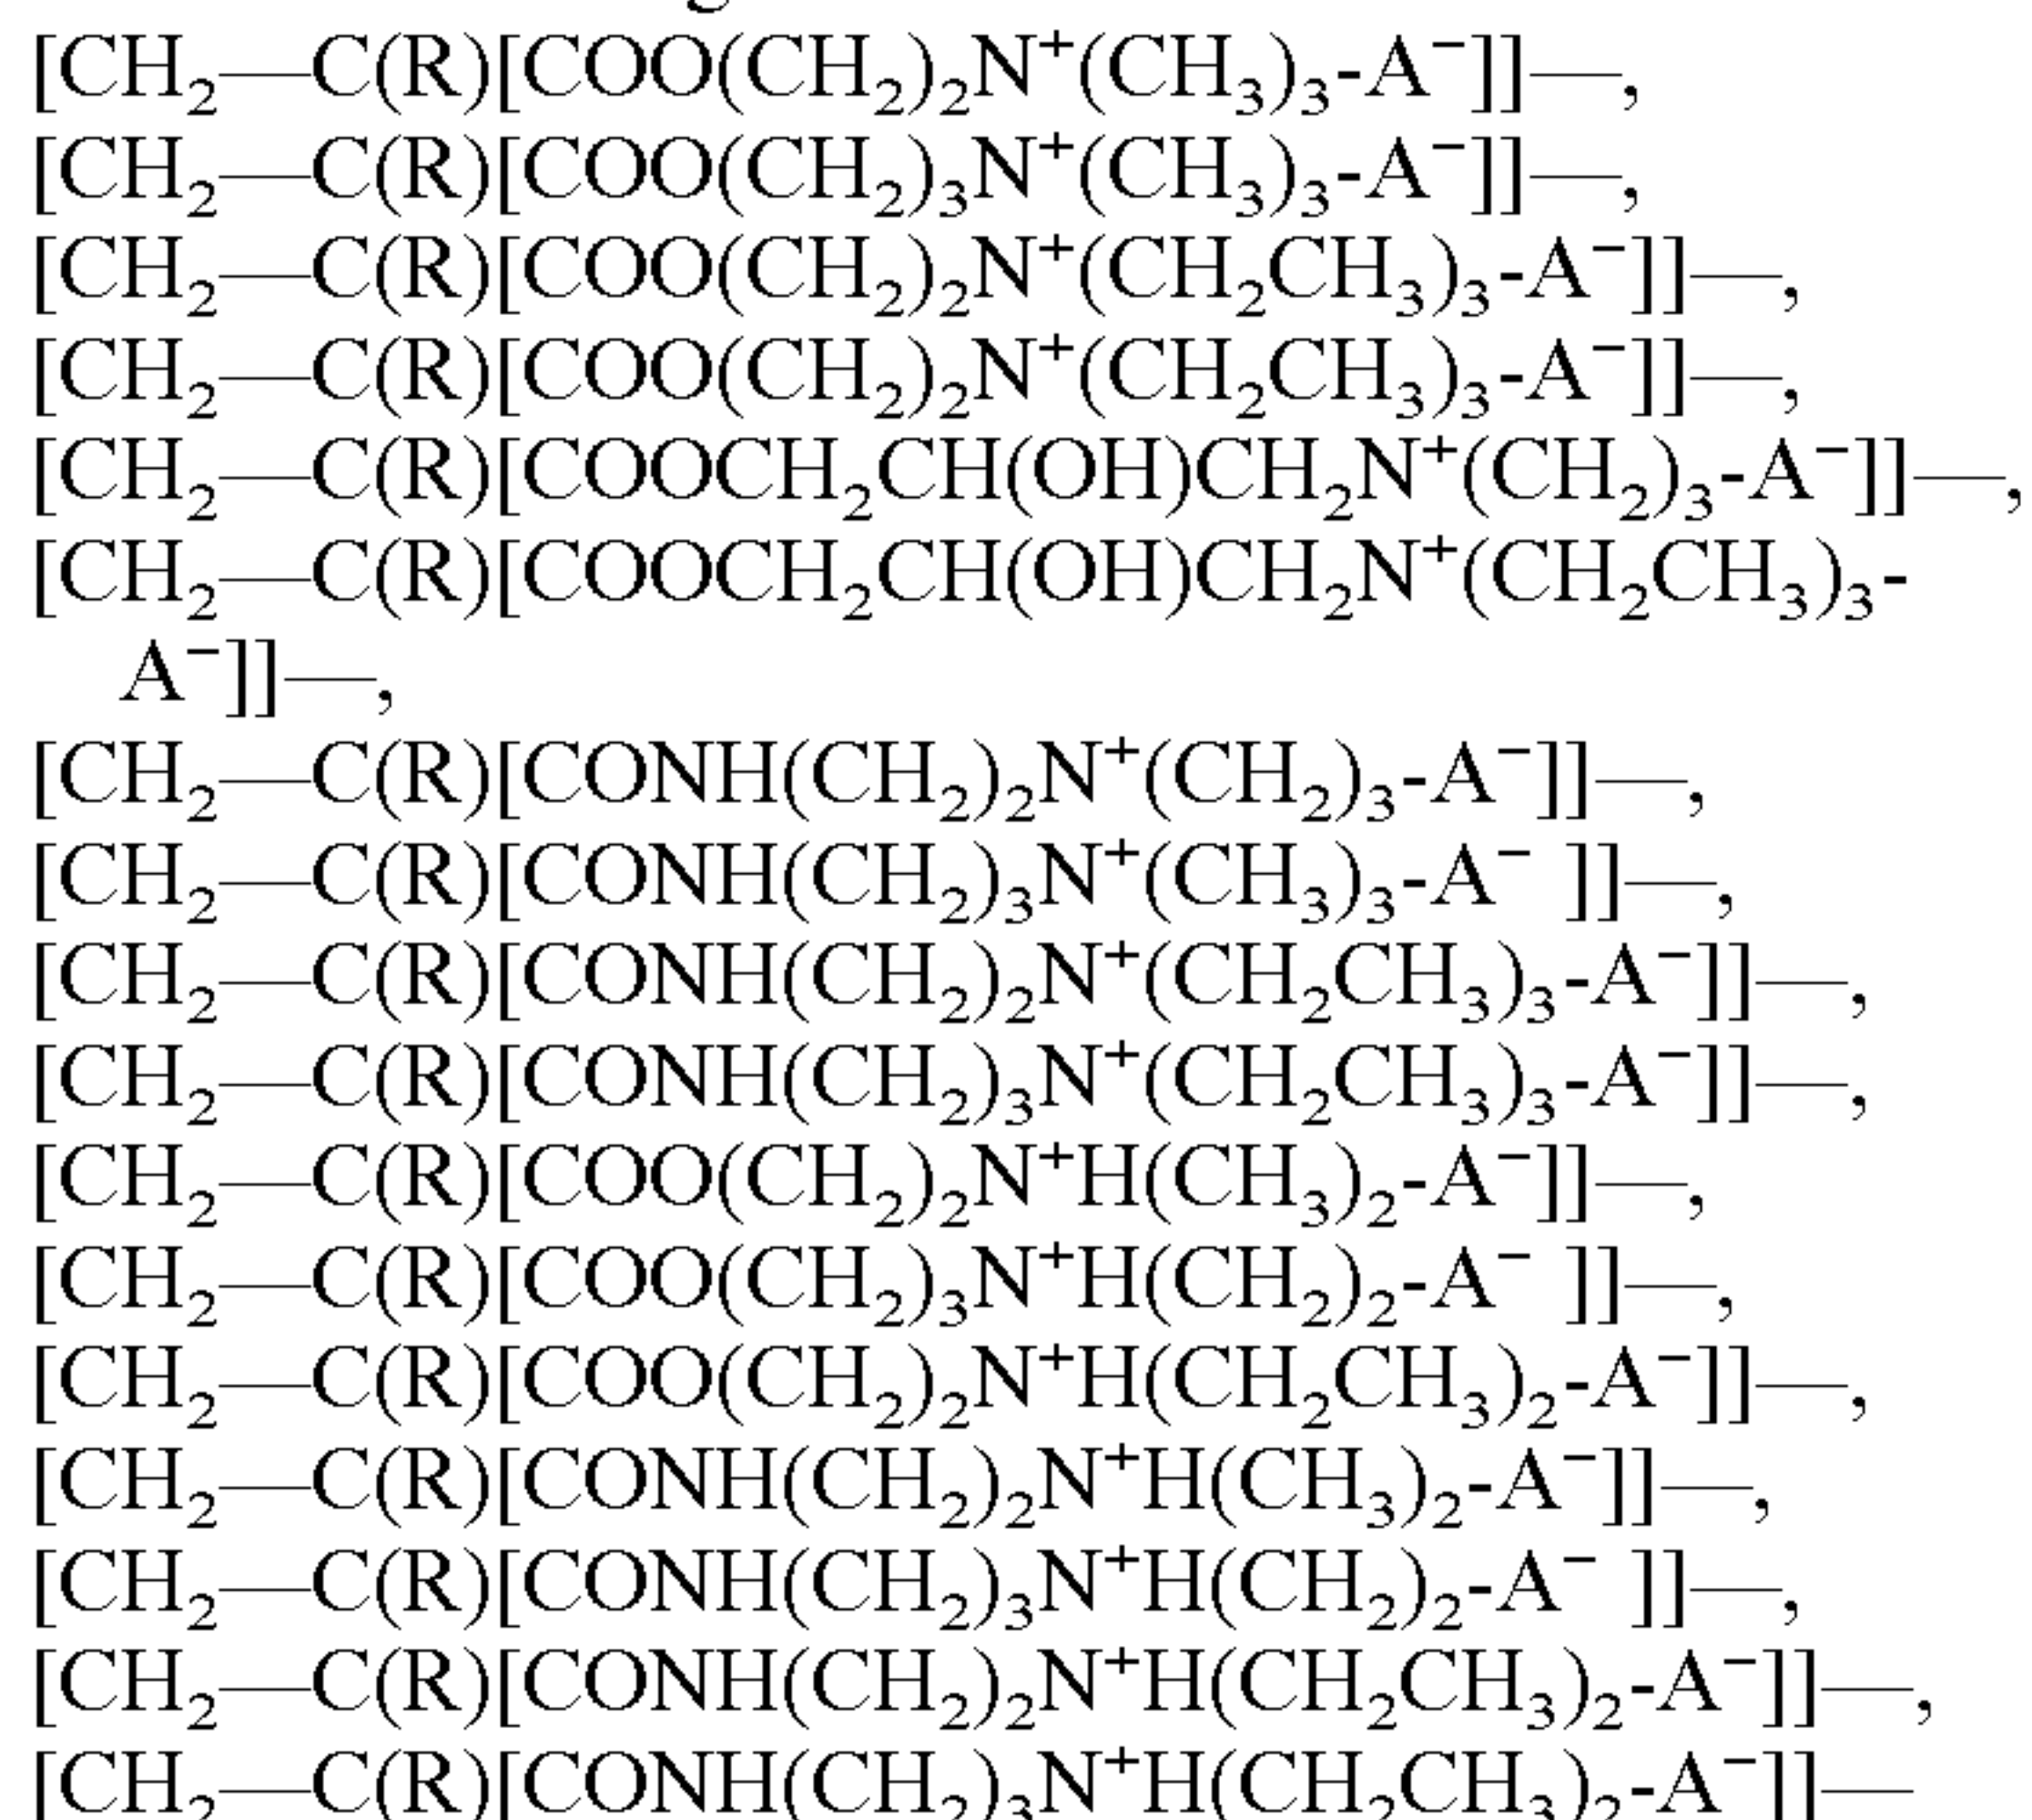 [CH₂—C(R)[COO(CH₂)₂N⁺(CH₃)₃-A⁻]]—,
[CH₂—C(R)[COO(CH₂)₃N⁺(CH₃)₃-A⁻]]—,
[CH₂—C(R)[COO(CH₂)₂N⁺(CH₂CH₃)₃-A⁻]]—,
[CH₂—C(R)[COO(CH₂)₂N⁺(CH₂CH₃)₃-A⁻]]—,
[CH₂—C(R)[COOCH₂CH(OH)CH₂N⁺(CH₂)₃-A⁻]]—,
[CH₂—C(R)[COOCH₂CH(OH)CH₂N⁺(CH₂CH₃)₃-
A⁻]]—,
[CH₂—C(R)[CONH(CH₂)₂N⁺(CH₂)₃-A⁻]]—,
[CH₂—C(R)[CONH(CH₂)₃N⁺(CH₃)₃-A⁻ ]]—,
[CH₂—C(R)[CONH(CH₂)₂N⁺(CH₂CH₃)₃-A⁻]]—,
[CH₂—C(R)[CONH(CH₂)₃N⁺(CH₂CH₃)₃-A⁻]]—,
[CH₂—C(R)[COO(CH₂)₂N⁺H(CH₃)₂-A⁻]]—,
[CH₂—C(R)[COO(CH₂)₃N⁺H(CH₂)₂-A⁻ ]]—,
[CH₂—C(R)[COO(CH₂)₂N⁺H(CH₂CH₃)₂-A⁻]]—,
[CH₂—C(R)[CONH(CH₂)₂N⁺H(CH₃)₂-A⁻]]—,
[CH₂—C(R)[CONH(CH₂)₃N⁺H(CH₂)₂-A⁻ ]]—,
[CH₂—C(R)[CONH(CH₂)₂N⁺H(CH₂CH₃)₂-A⁻]]—,
[CH₂—C(R)[CONH(CH₂)₃N⁺H(CH₂CH₃)₂-A⁻]]—